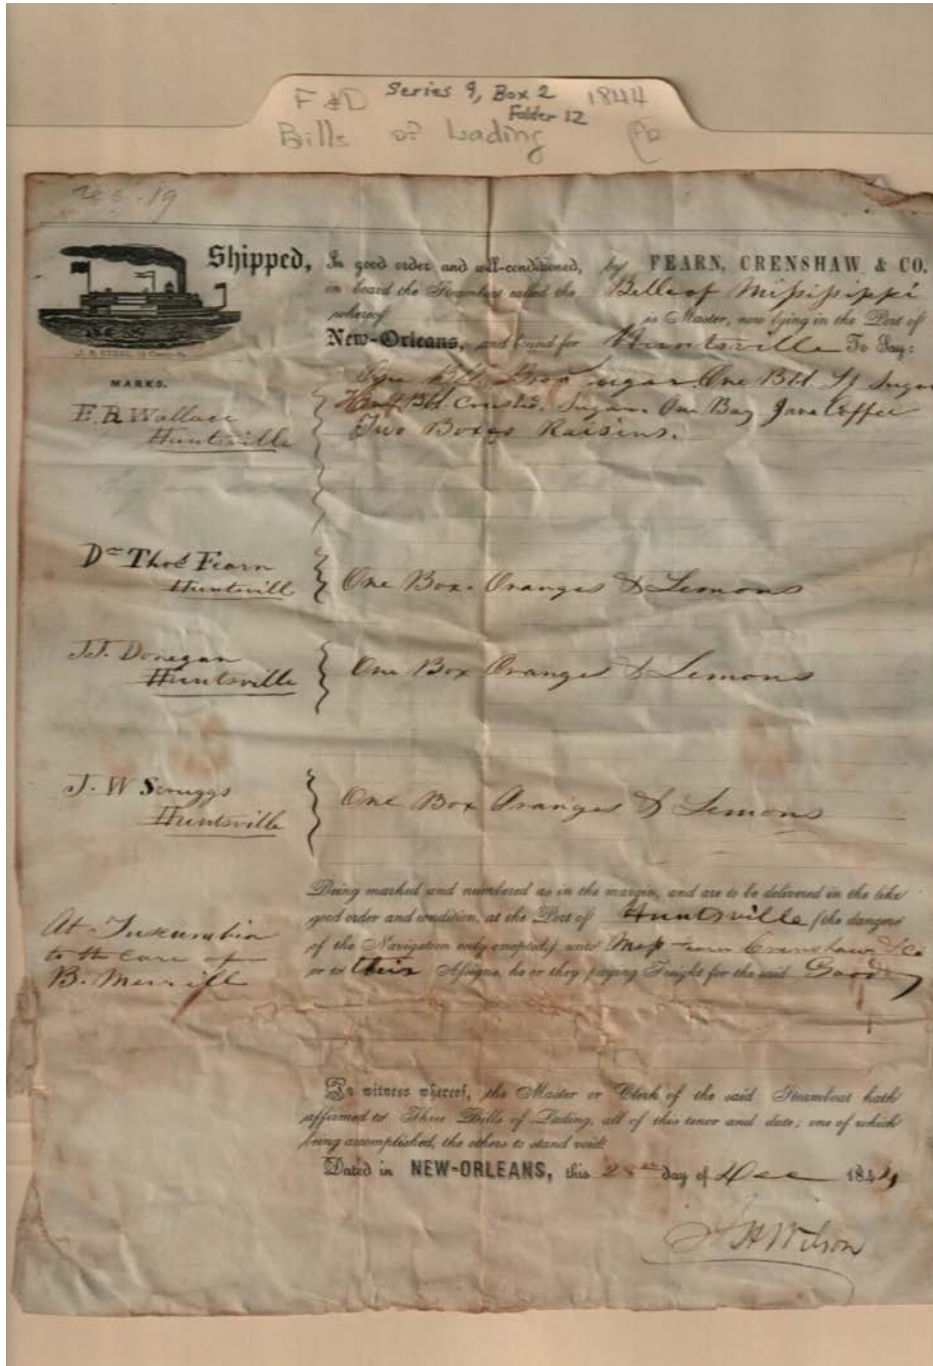 F & D Series 9, Box 2 1844
Folder 12
Bills of Lading
Shipped, In good order and well-conditioned, by FEARN, CRENSHAW & CO.
on board the Steamboat called the Belle of Missisippi
whereof is Master, now lying in the Port of
New-Orleans, and bound for Huntsville To Say:
MARKS.
E. R. Wallace
Huntsville
Sugar. One Bbl Lf Sugar
Half Bbl Crushd. Sugar. One Bag Java Coffee
Two Boxes Raisins.
Dr Thos Fearn
Huntsvill
One Box. Oranges & Lemons
J.J. Donegan
Huntsville
One Box Oranges & Lemons
J. W Scruggs
Huntsville
One Box Oranges & Lemons
Being marked and numbered as in the margin, and are to be delivered in the like
good order and condition, at the Port of Huntsville (the dangers
of the Navigation only excepted,) unto Mess Crenshaw & Co
or to their Assigns, he or they paying Freight for the said Goods
At Tuscumbia
to the care of
B. Merrill
In witness whereof, the Master or Clerk of the said Steamboat hath
affirmed to Three Bills of Lading, all of this tenor and date; one of which
being accomplished, the others to stand void.
Dated in NEW-ORLEANS, this 28th day of Dec 1844
Wilson